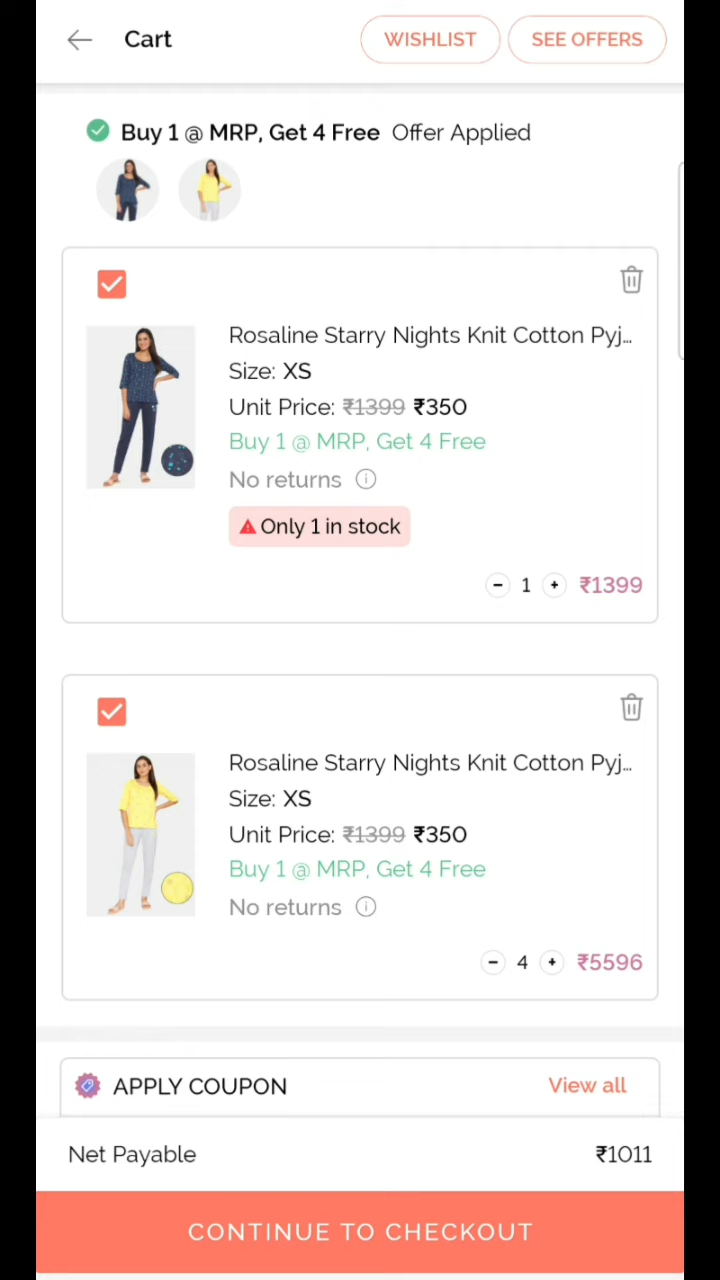 Cart
WISHLIST
SEE OFFERS
Buy 1 @ MRP, Get 4 Free Offer Applied
Rosaline Starry Nights Knit Cotton Pyj...
Size: XS
Unit Price: ₹1399 ₹350
Buy 1 @ MRP, Get 4 Free
No returns
Only 1 in stock
- 1 + ₹1399
Rosaline Starry Nights Knit Cotton Pyj...
Size: XS
Unit Price: ₹1399 ₹350
Buy 1 @ MRP, Get 4 Free
No returns
- 4 + ₹5596
APPLY COUPON View all
Net Payable ₹1011
CONTINUE TO CHECKOUT